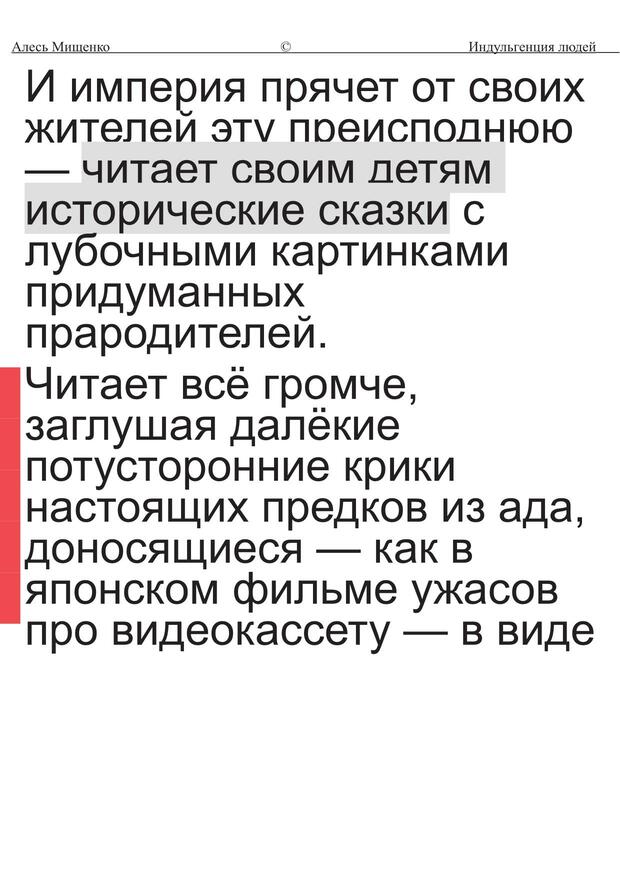 Алесь Мищенко © Индульгенция людей
И империя прячет от своих
жителей эту преисподнюю
— читает своим детям
исторические сказки с
лубочными картинками
придуманных
прародителей.
Читает всё громче,
заглушая далёкие
потусторонние крики
настоящих предков из ада,
доносящиеся — как в
японском фильме ужасов
про видеокассету — в виде